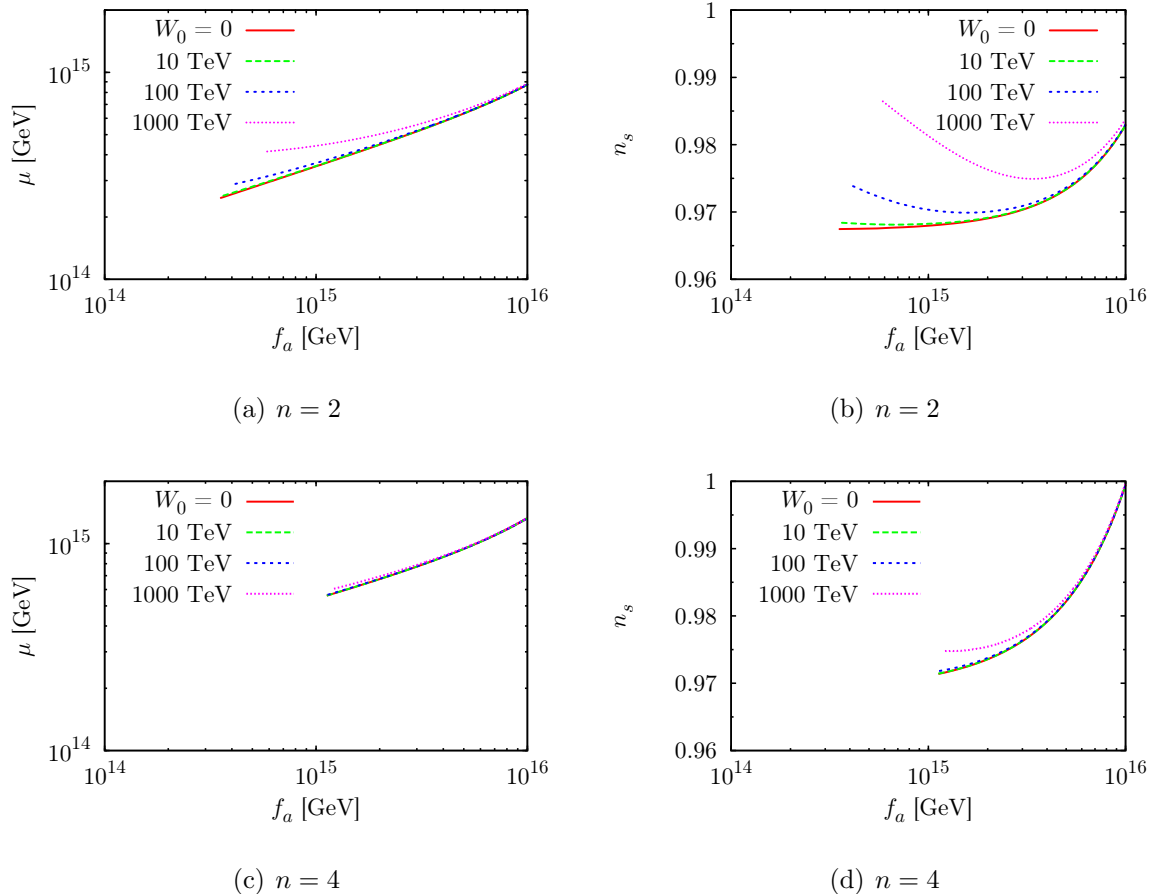 10^15
10^14
μ [GeV]
W_0 = 0
10 TeV
100 TeV
1000 TeV
10^14 10^15 10^16
f_a [GeV]
(a) n = 2
1
0.99
0.98
0.97
0.96
n_s
W_0 = 0
10 TeV
100 TeV
1000 TeV
10^14 10^15 10^16
f_a [GeV]
(b) n = 2
10^15
10^14
μ [GeV]
W_0 = 0
10 TeV
100 TeV
1000 TeV
10^14 10^15 10^16
f_a [GeV]
(c) n = 4
1
0.99
0.98
0.97
0.96
n_s
W_0 = 0
10 TeV
100 TeV
1000 TeV
10^14 10^15 10^16
f_a [GeV]
(d) n = 4